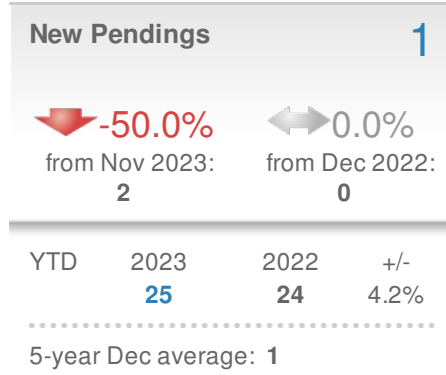 New Pendings 1
-50.0% 0.0%
from Nov 2023: from Dec 2022:
2 0
YTD 2023 2022 +/-
25 24 4.2%
5-year Dec average: 1